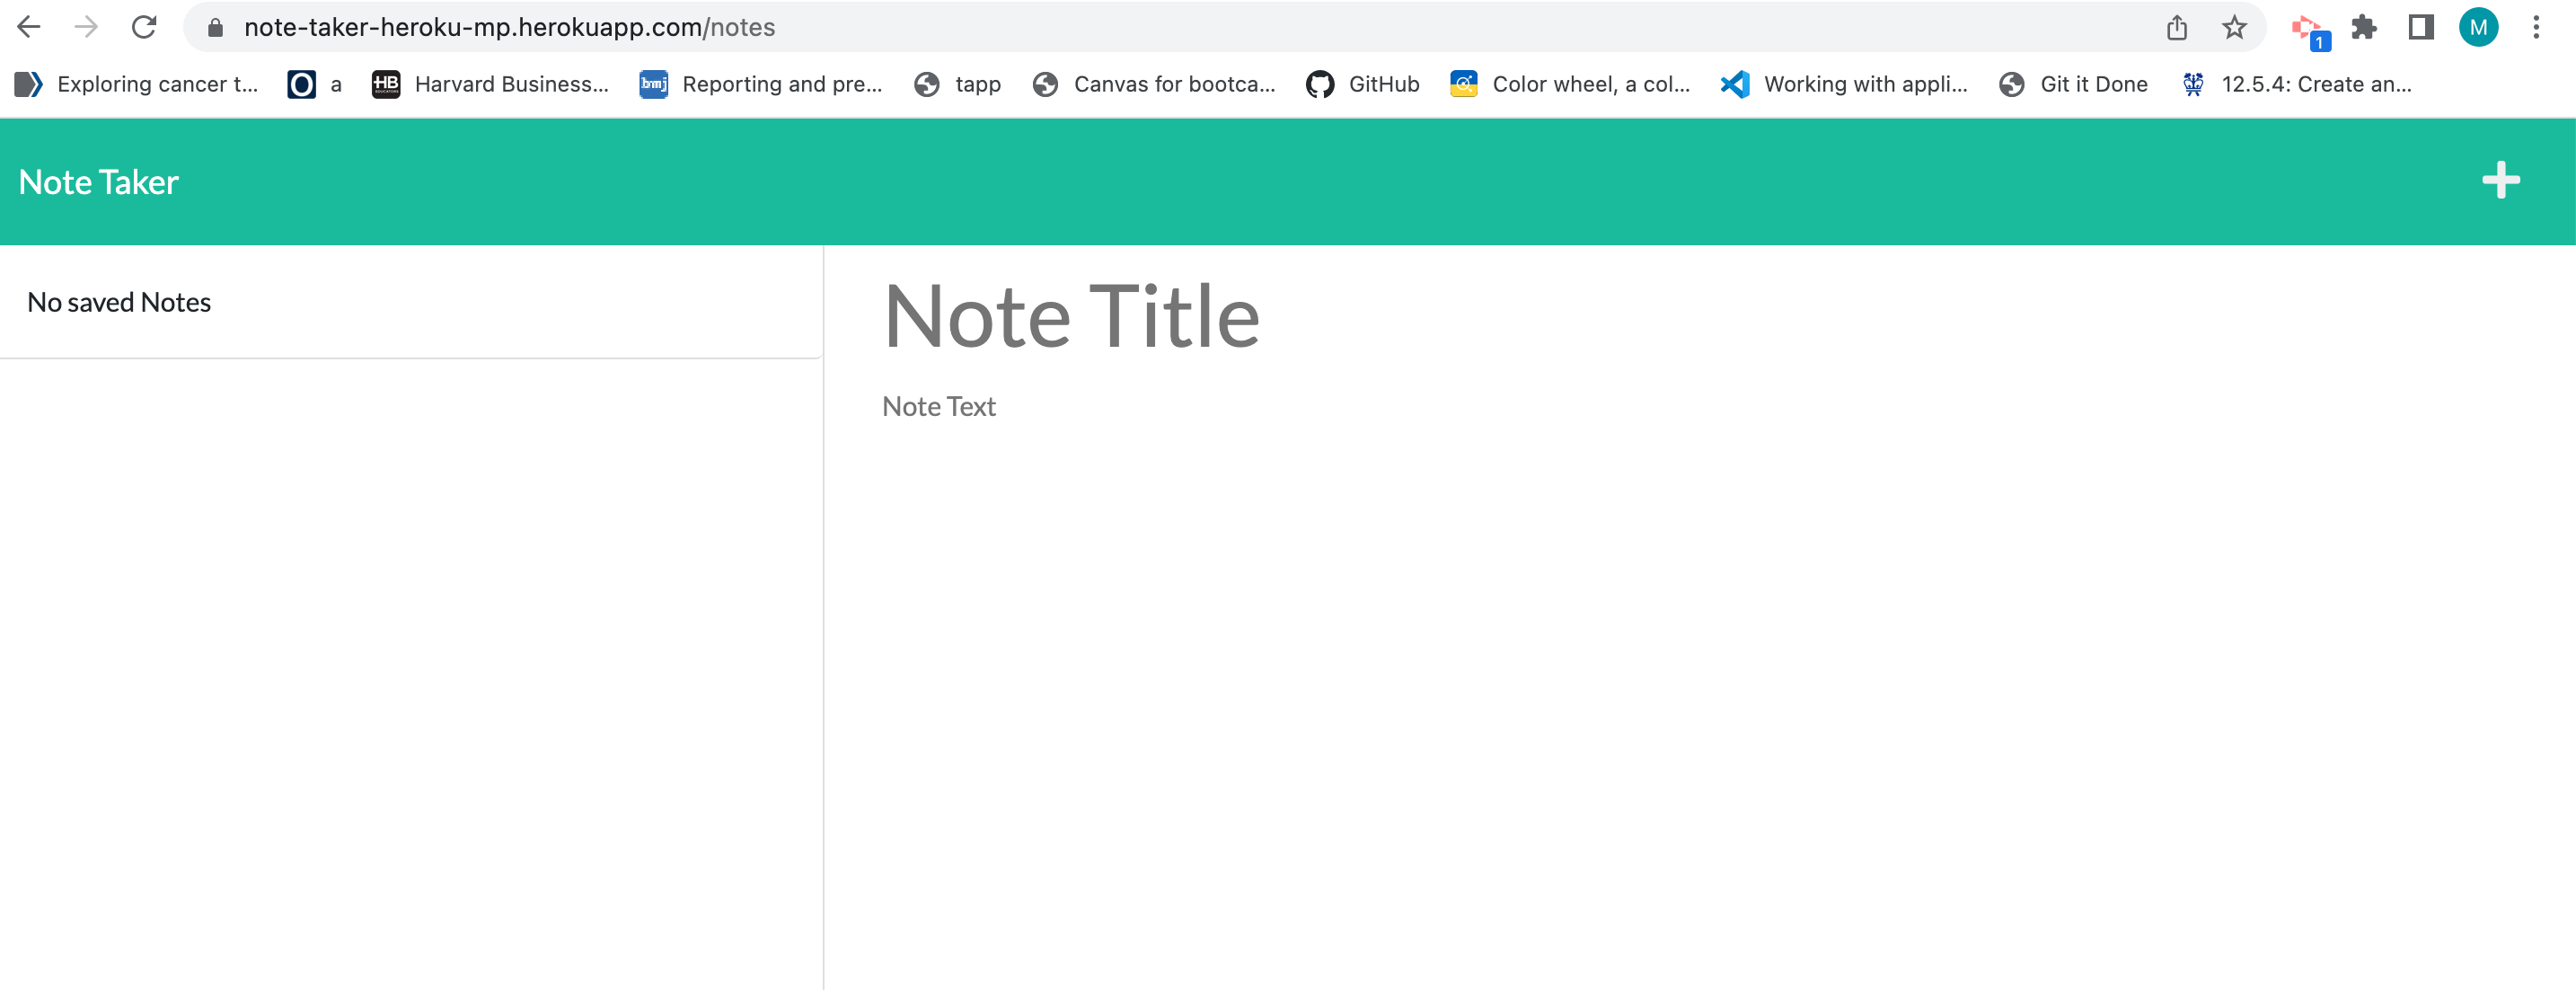 note-taker-heroku-mp.herokuapp.com/notes
1
M
Exploring cancer t... a HB Harvard Business... bmj Reporting and pre... tapp Canvas for bootca... GitHub Color wheel, a col... Working with appli... Git it Done 12.5.4: Create an...
Note Taker
No saved Notes
Note Title
Note Text